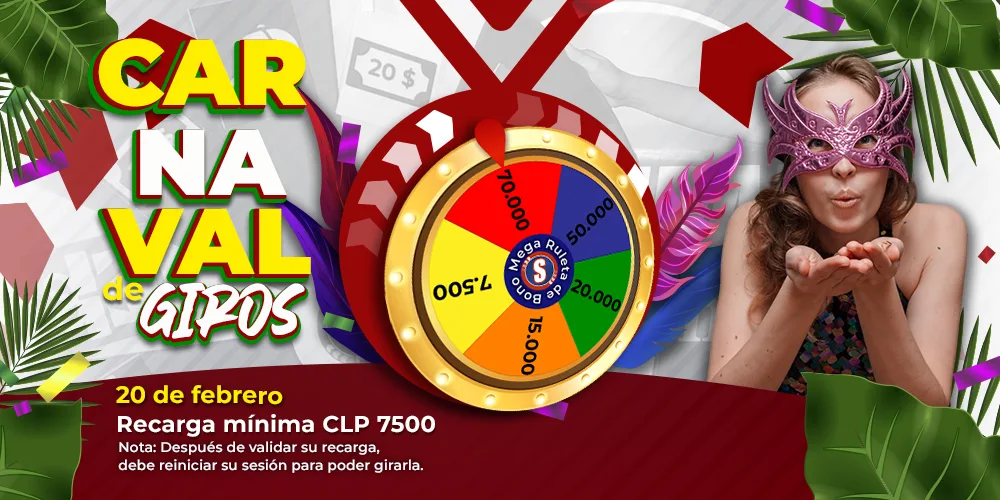 CAR
NA
VAL
de GIROS
20 $
70.000
50.000
20.000
15.000
7.500
Mega Ruleta de Bono
$
20 de febrero
Recarga mínima CLP 7500
Nota: Después de validar su recarga,
debe reiniciar su sesión para poder girarla.